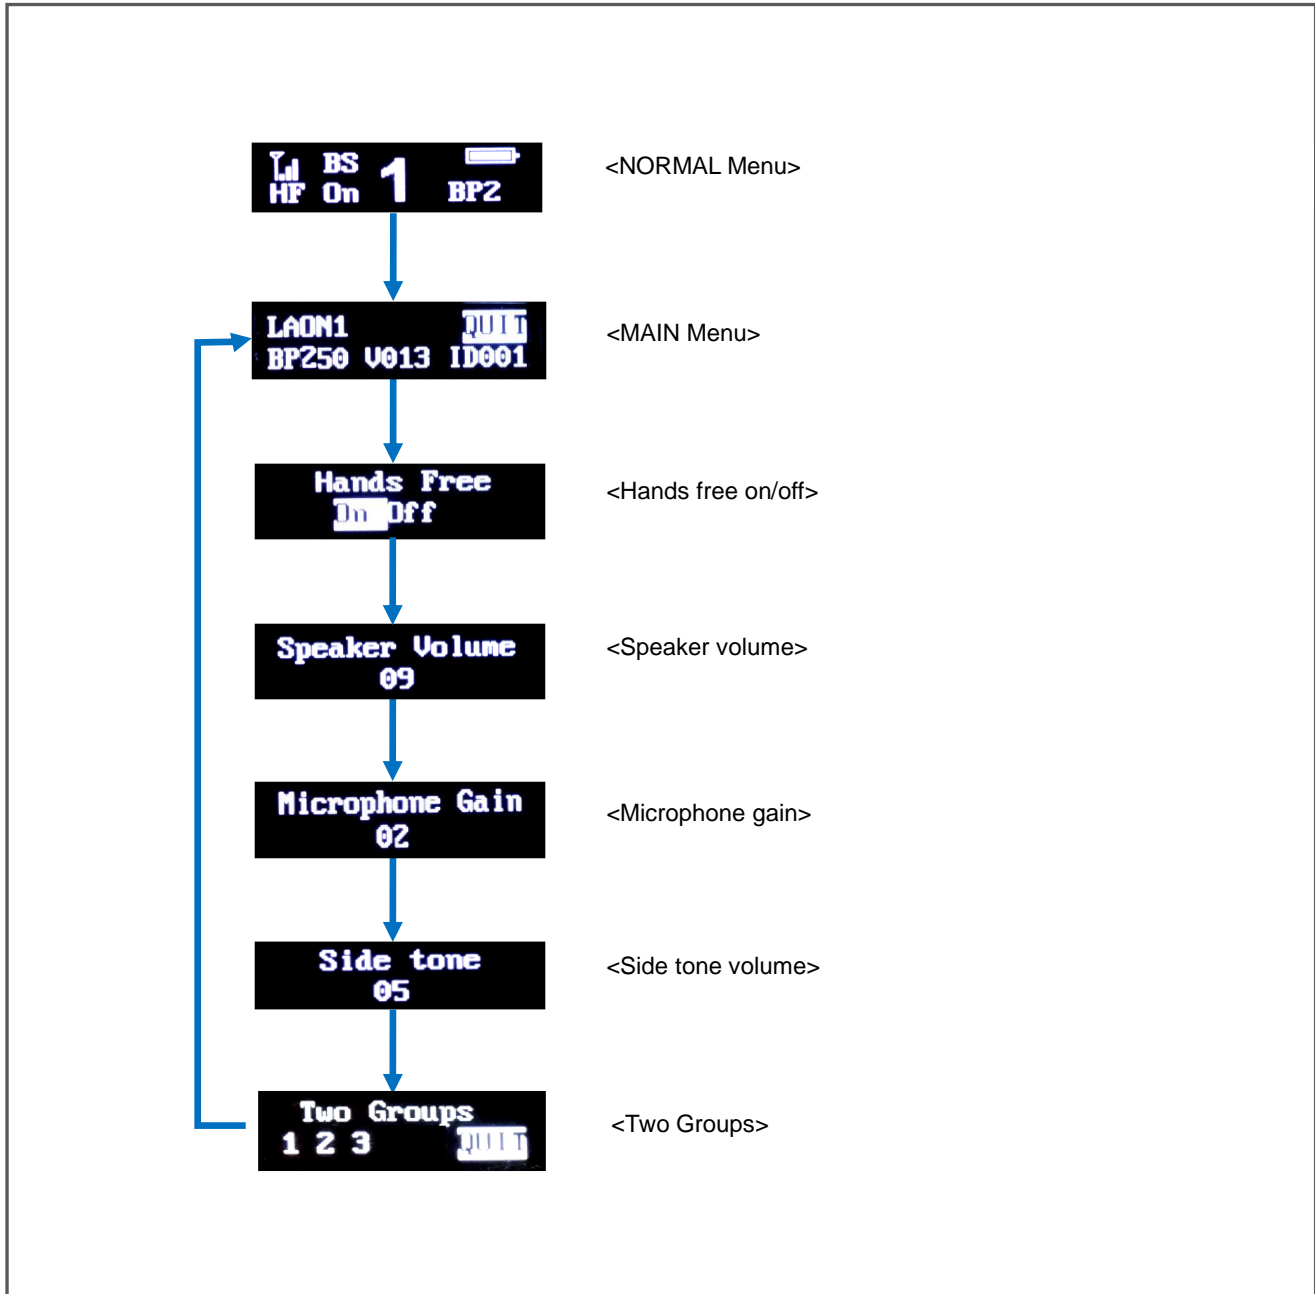 BS
HF On 1 BP2
<NORMAL Menu>
LAON1 QUIT
BP250 V013 ID001
<MAIN Menu>
Hands Free
On Off
<Hands free on/off>
Speaker Volume
09
<Speaker volume>
Microphone Gain
02
<Microphone gain>
Side tone
05
<Side tone volume>
Two Groups
1 2 3 QUIT
<Two Groups>